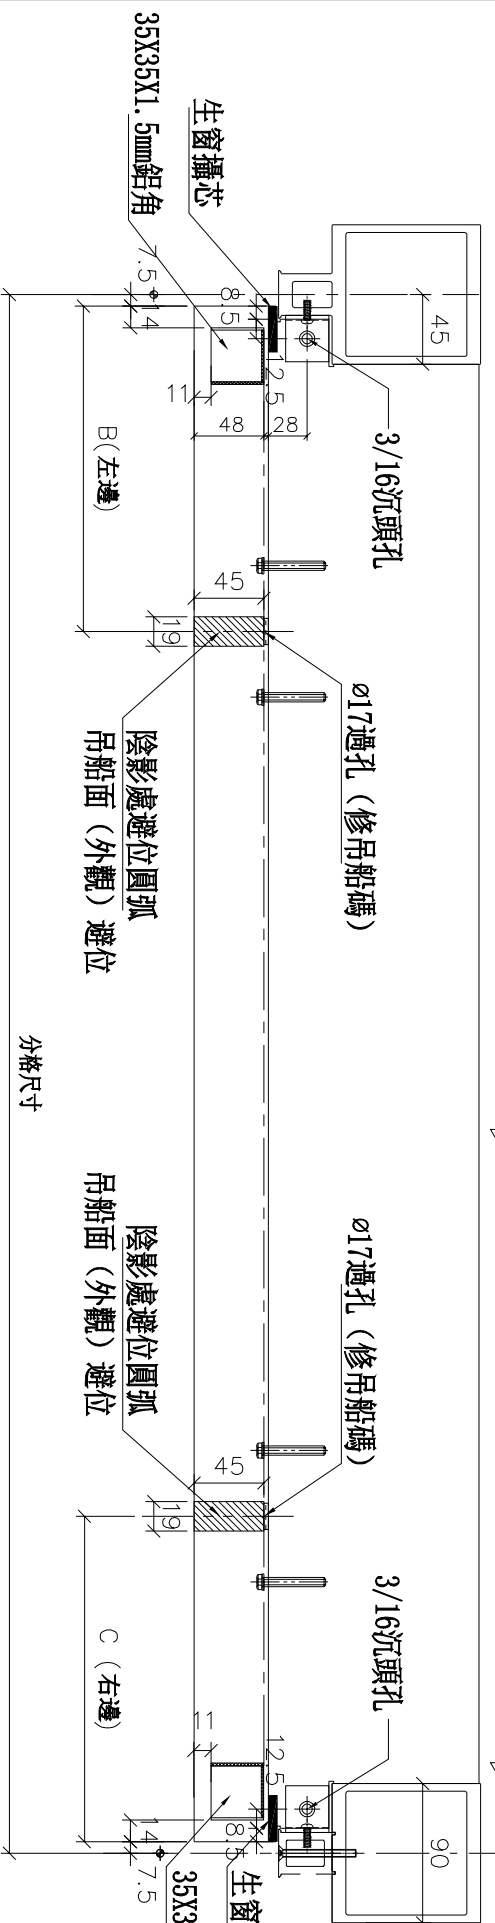 35X35X1.5mm鋁角
生窗攝芯
7.5
14
8.5
12.5
45
3/16沉頭孔
11
48
28
B(左邊)
45
19
ø17過孔（修吊船碼）
陰影處避位圓弧
吊船面（外觀）避位
分格尺寸
ø17過孔（修吊船碼）
陰影處避位圓弧
吊船面（外觀）避位
45
19
3/16沉頭孔
C（右邊)
11
12.5
8.5
14
7.5
90
生窗
35X3